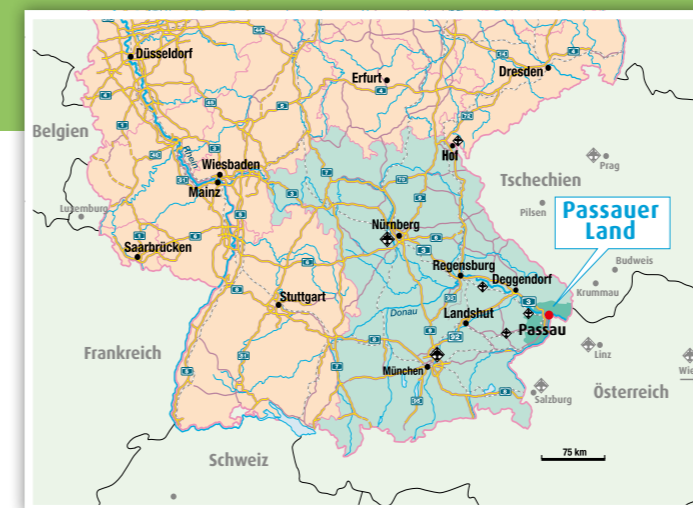 Düsseldorf
Erfurt
Dresden
Belgien
Rhein
Wiesbaden
Mainz
Hof
Prag
Tschechien
Luxemburg
Pilsen
Passauer
Land
Nürnberg
Saarbrücken
Regensburg
Deggendorf
Budweis
Krummau
Stuttgart
Donau
Landshut
Passau
Frankreich
München
Linz
Wie
Österreich
Salzburg
Schweiz
75 km